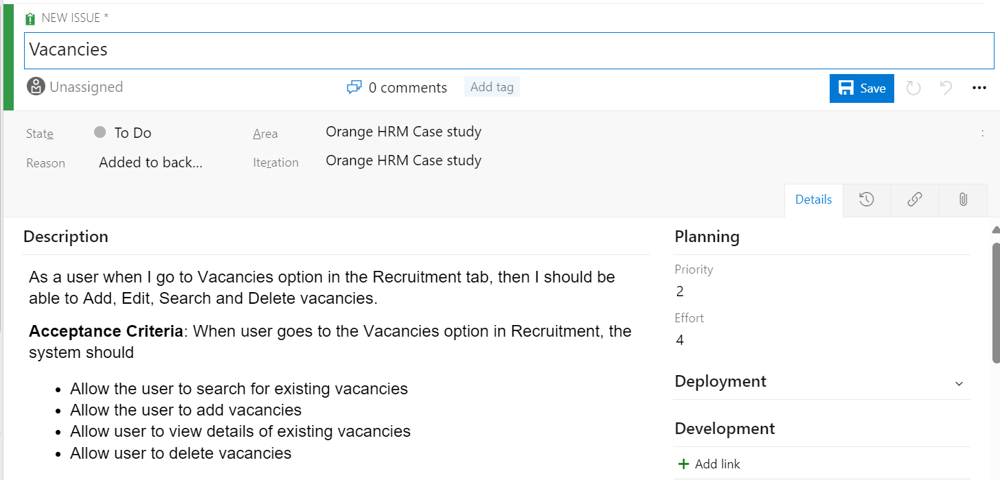 NEW ISSUE *
Vacancies
Unassigned
0 comments
Add tag
Save
State
To Do
Area
Orange HRM Case study
Reason
Added to back...
Iteration
Orange HRM Case study
Details
Description
As a user when I go to Vacancies option in the Recruitment tab, then I should be
able to Add, Edit, Search and Delete vacancies.
Acceptance Criteria: When user goes to the Vacancies option in Recruitment, the
system should
• Allow the user to search for existing vacancies
• Allow the user to add vacancies
• Allow user to view details of existing vacancies
• Allow user to delete vacancies
Planning
Priority
2
Effort
4
Deployment
Development
+ Add link